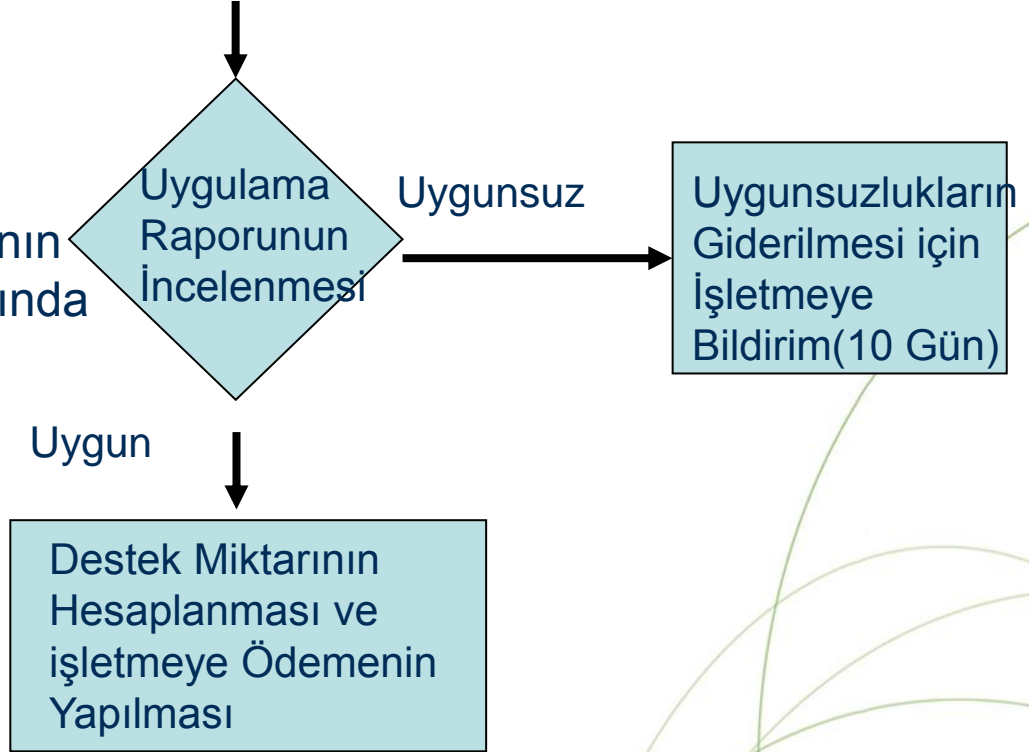 Uygulama
Raporunun
İncelenmesi
Uygunsuz
Uygunsuzlukların
Giderilmesi için
İşletmeye
Bildirim(10 Gün)
Uygun
Destek Miktarının
Hesaplanması ve
işletmeye Ödemenin
Yapılması